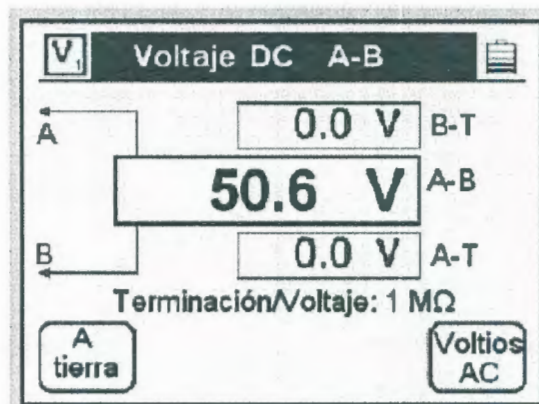 V1 Voltaje DC A-B
0.0 V B-T
A
50.6 V A-B
B
0.0 V A-T
Terminación/Voltaje: 1 MΩ
A tierra
Voltios AC